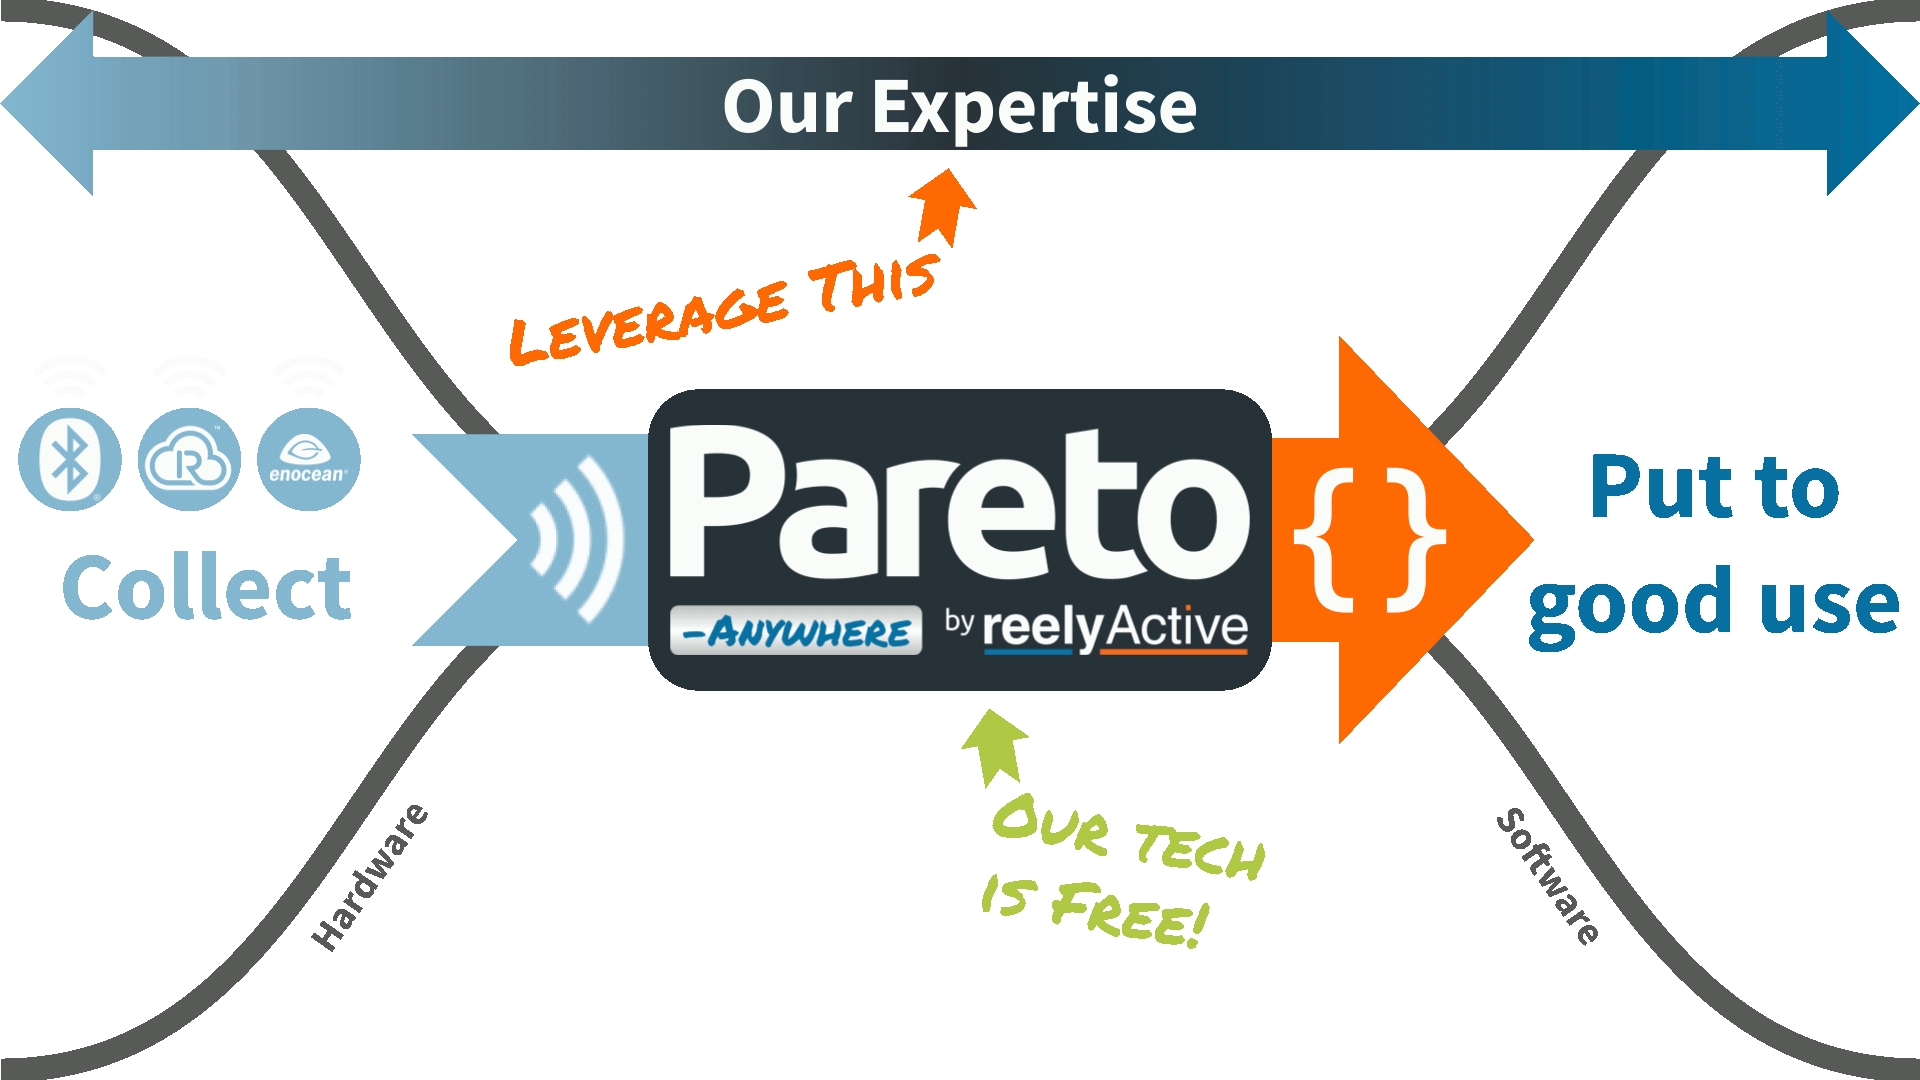 Our Expertise
Leverage This
R
™
enocean®
®
Collect
{ }
Pareto
-Anywhere
by reelyActive
Put to
good use
Our tech
is Free!
Hardware
Software